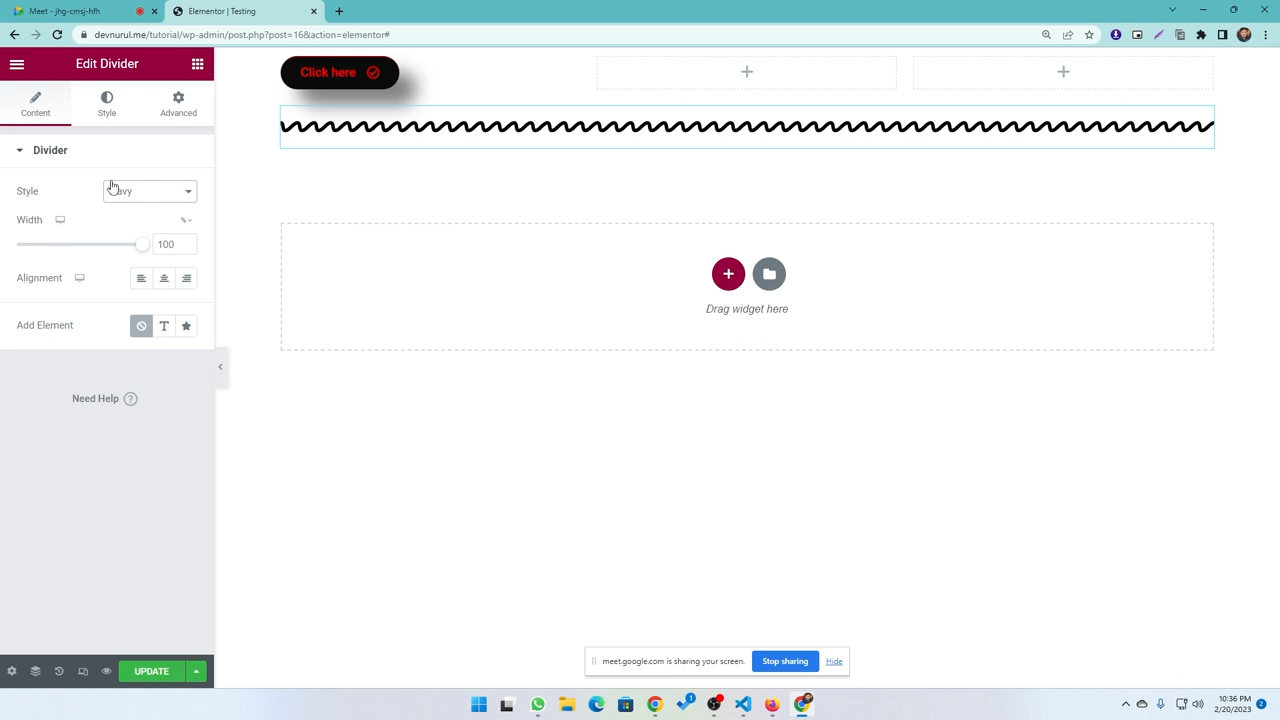 Meet - jhg-cmsj-hfh
Elementor | Testing
devnurul.me/tutorial/wp-admin/post.php?post=16&action=elementor#
Edit Divider
Content
Style
Advanced
Divider
Style
Width
%
100
Alignment
Add Element
T
Need Help ?
UPDATE
Click here
Drag widget here
meet.google.com is sharing your screen.
Stop sharing
Hide
1
10:36 PM
2/20/2023
2